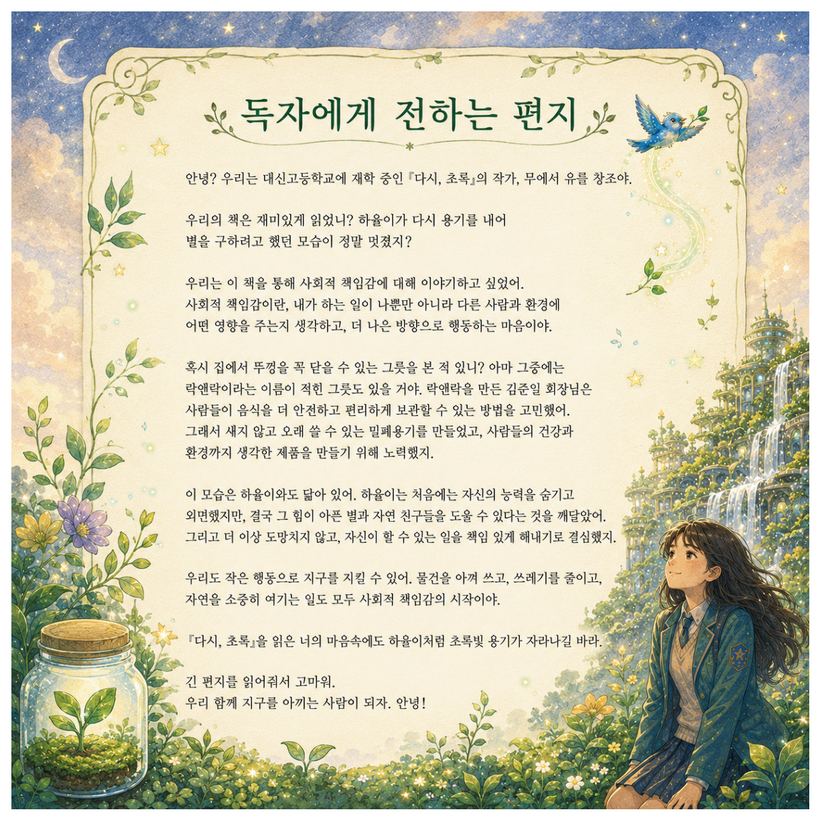 독자에게 전하는 편지
안녕? 우리는 대신고등학교에 재학 중인 『다시, 초록』의 작가, 무에서 유를 창조야.
우리의 책은 재미있게 읽었니? 하율이가 다시 용기를 내어
별을 구하려고 했던 모습이 정말 멋졌지?
우리는 이 책을 통해 사회적 책임감에 대해 이야기하고 싶었어.
사회적 책임감이란, 내가 하는 일이 나뿐만 아니라 다른 사람과 환경에
어떤 영향을 주는지 생각하고, 더 나은 방향으로 행동하는 마음이야.
혹시 집에서 뚜껑을 꼭 닫을 수 있는 그릇을 본 적 있니? 아마 그중에는
락앤락이라는 이름이 적힌 그릇도 있을 거야. 락앤락을 만든 김준일 회장님은
사람들이 음식을 더 안전하고 편리하게 보관할 수 있는 방법을 고민했어.
그래서 새지 않고 오래 쓸 수 있는 밀폐용기를 만들었고, 사람들의 건강과
환경까지 생각한 제품을 만들기 위해 노력했지.
이 모습은 하율이와도 닮아 있어. 하율이는 처음에는 자신의 능력을 숨기고
외면했지만, 결국 그 힘이 아픈 별과 자연 친구들을 도울 수 있다는 것을 깨달았어.
그리고 더 이상 도망치지 않고, 자신이 할 수 있는 일을 책임 있게 해내기로 결심했지.
우리도 작은 행동으로 지구를 지킬 수 있어. 물건을 아껴 쓰고, 쓰레기를 줄이고,
자연을 소중히 여기는 일도 모두 사회적 책임감의 시작이야.
『다시, 초록』을 읽은 너의 마음속에도 하율이처럼 초록빛 용기가 자라나길 바라.
긴 편지를 읽어줘서 고마워.
우리 함께 지구를 아끼는 사람이 되자. 안녕!